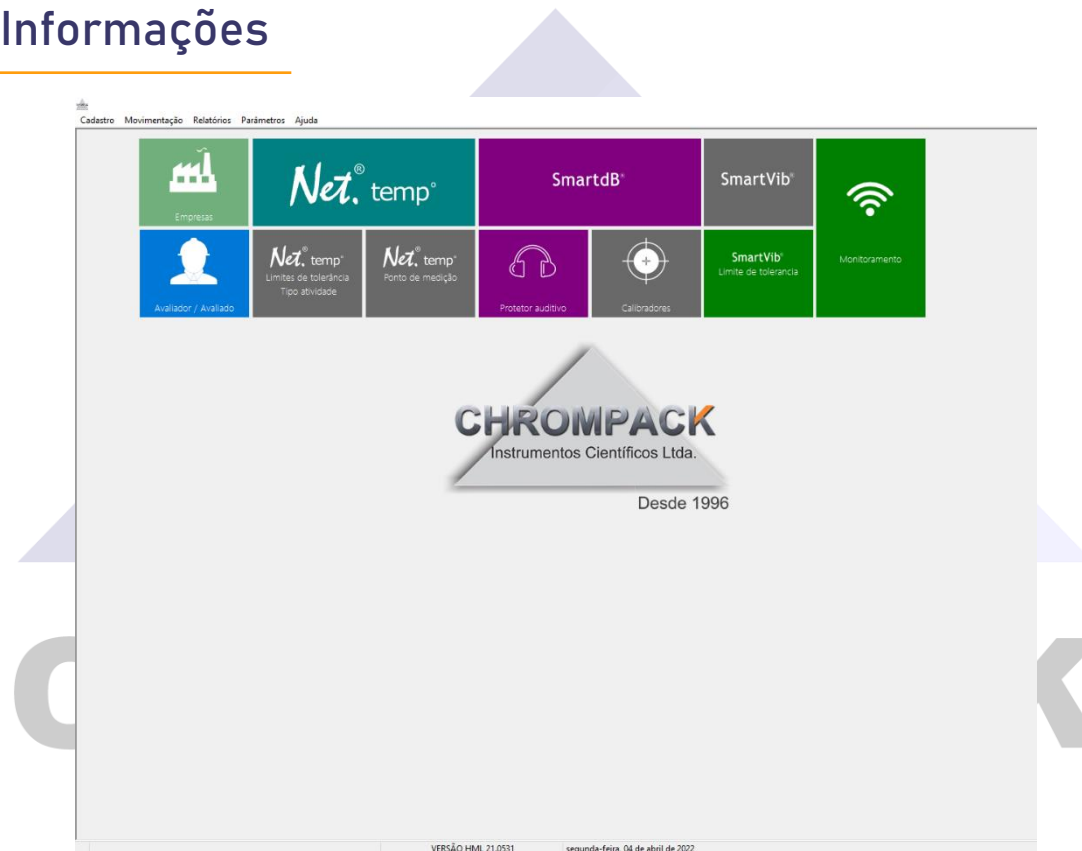 Informações
Cadastro Movimentação Relatórios Parámetros Ajuda
Empresas
Net.® temp°
SmartdB®
SmartVib®
Monitoramento
Avaliador / Avaliado
Net.® temp°
Limites de tolerância
Tipo atividade
Net.® temp°
Ponto de medição
Protetor auditivo
Calibradores
SmartVib®
Limite de tolerancia
CHROMPACK
Instrumentos Científicos Ltda.
Desde 1996
VERSÃO HML 21.0531 segunda-feira, 04 de abril de 2022